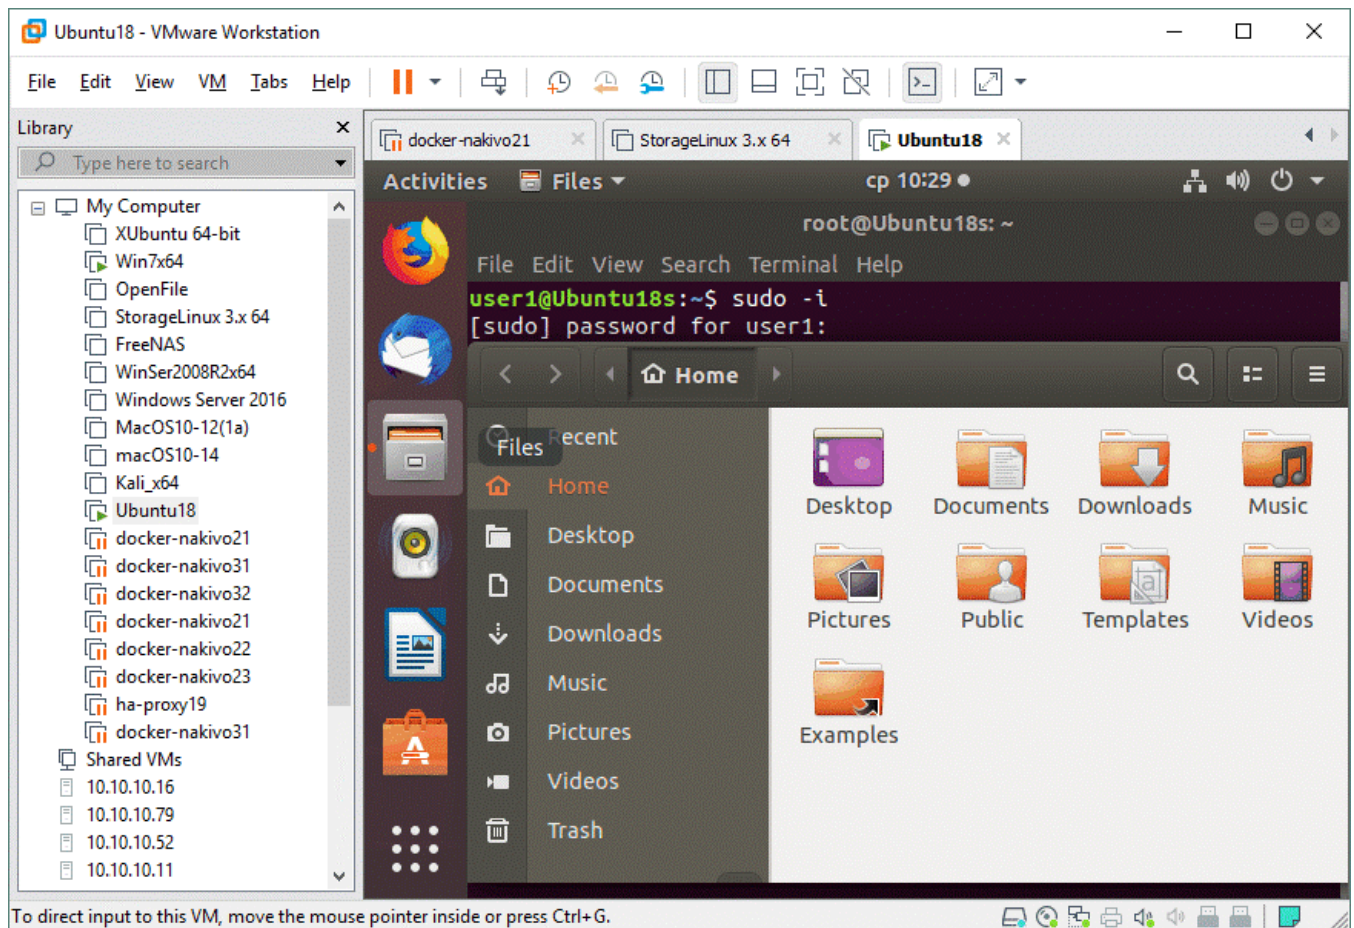 Ubuntu18 - VMware Workstation
File Edit View VM Tabs Help
Library
Type here to search
My Computer
XUbuntu 64-bit
Win7x64
OpenFile
StorageLinux 3.x 64
FreeNAS
WinSer2008R2x64
Windows Server 2016
MacOS10-12(1a)
macOS10-14
Kali_x64
Ubuntu18
docker-nakivo21
docker-nakivo31
docker-nakivo32
docker-nakivo21
docker-nakivo22
docker-nakivo23
ha-proxy19
docker-nakivo31
Shared VMs
10.10.10.16
10.10.10.79
10.10.10.52
10.10.10.11
docker-nakivo21 StorageLinux 3.x 64 Ubuntu18
Activities Files ср 10:29
root@Ubuntu18s: ~
File Edit View Search Terminal Help
user1@Ubuntu18s:~$ sudo -i
[sudo] password for user1:
Home
Files
ecent
Home
Desktop
Documents
Downloads
Music
Pictures
Videos
Trash
Desktop Documents Downloads Music
Pictures Public Templates Videos
Examples
To direct input to this VM, move the mouse pointer inside or press Ctrl+G.